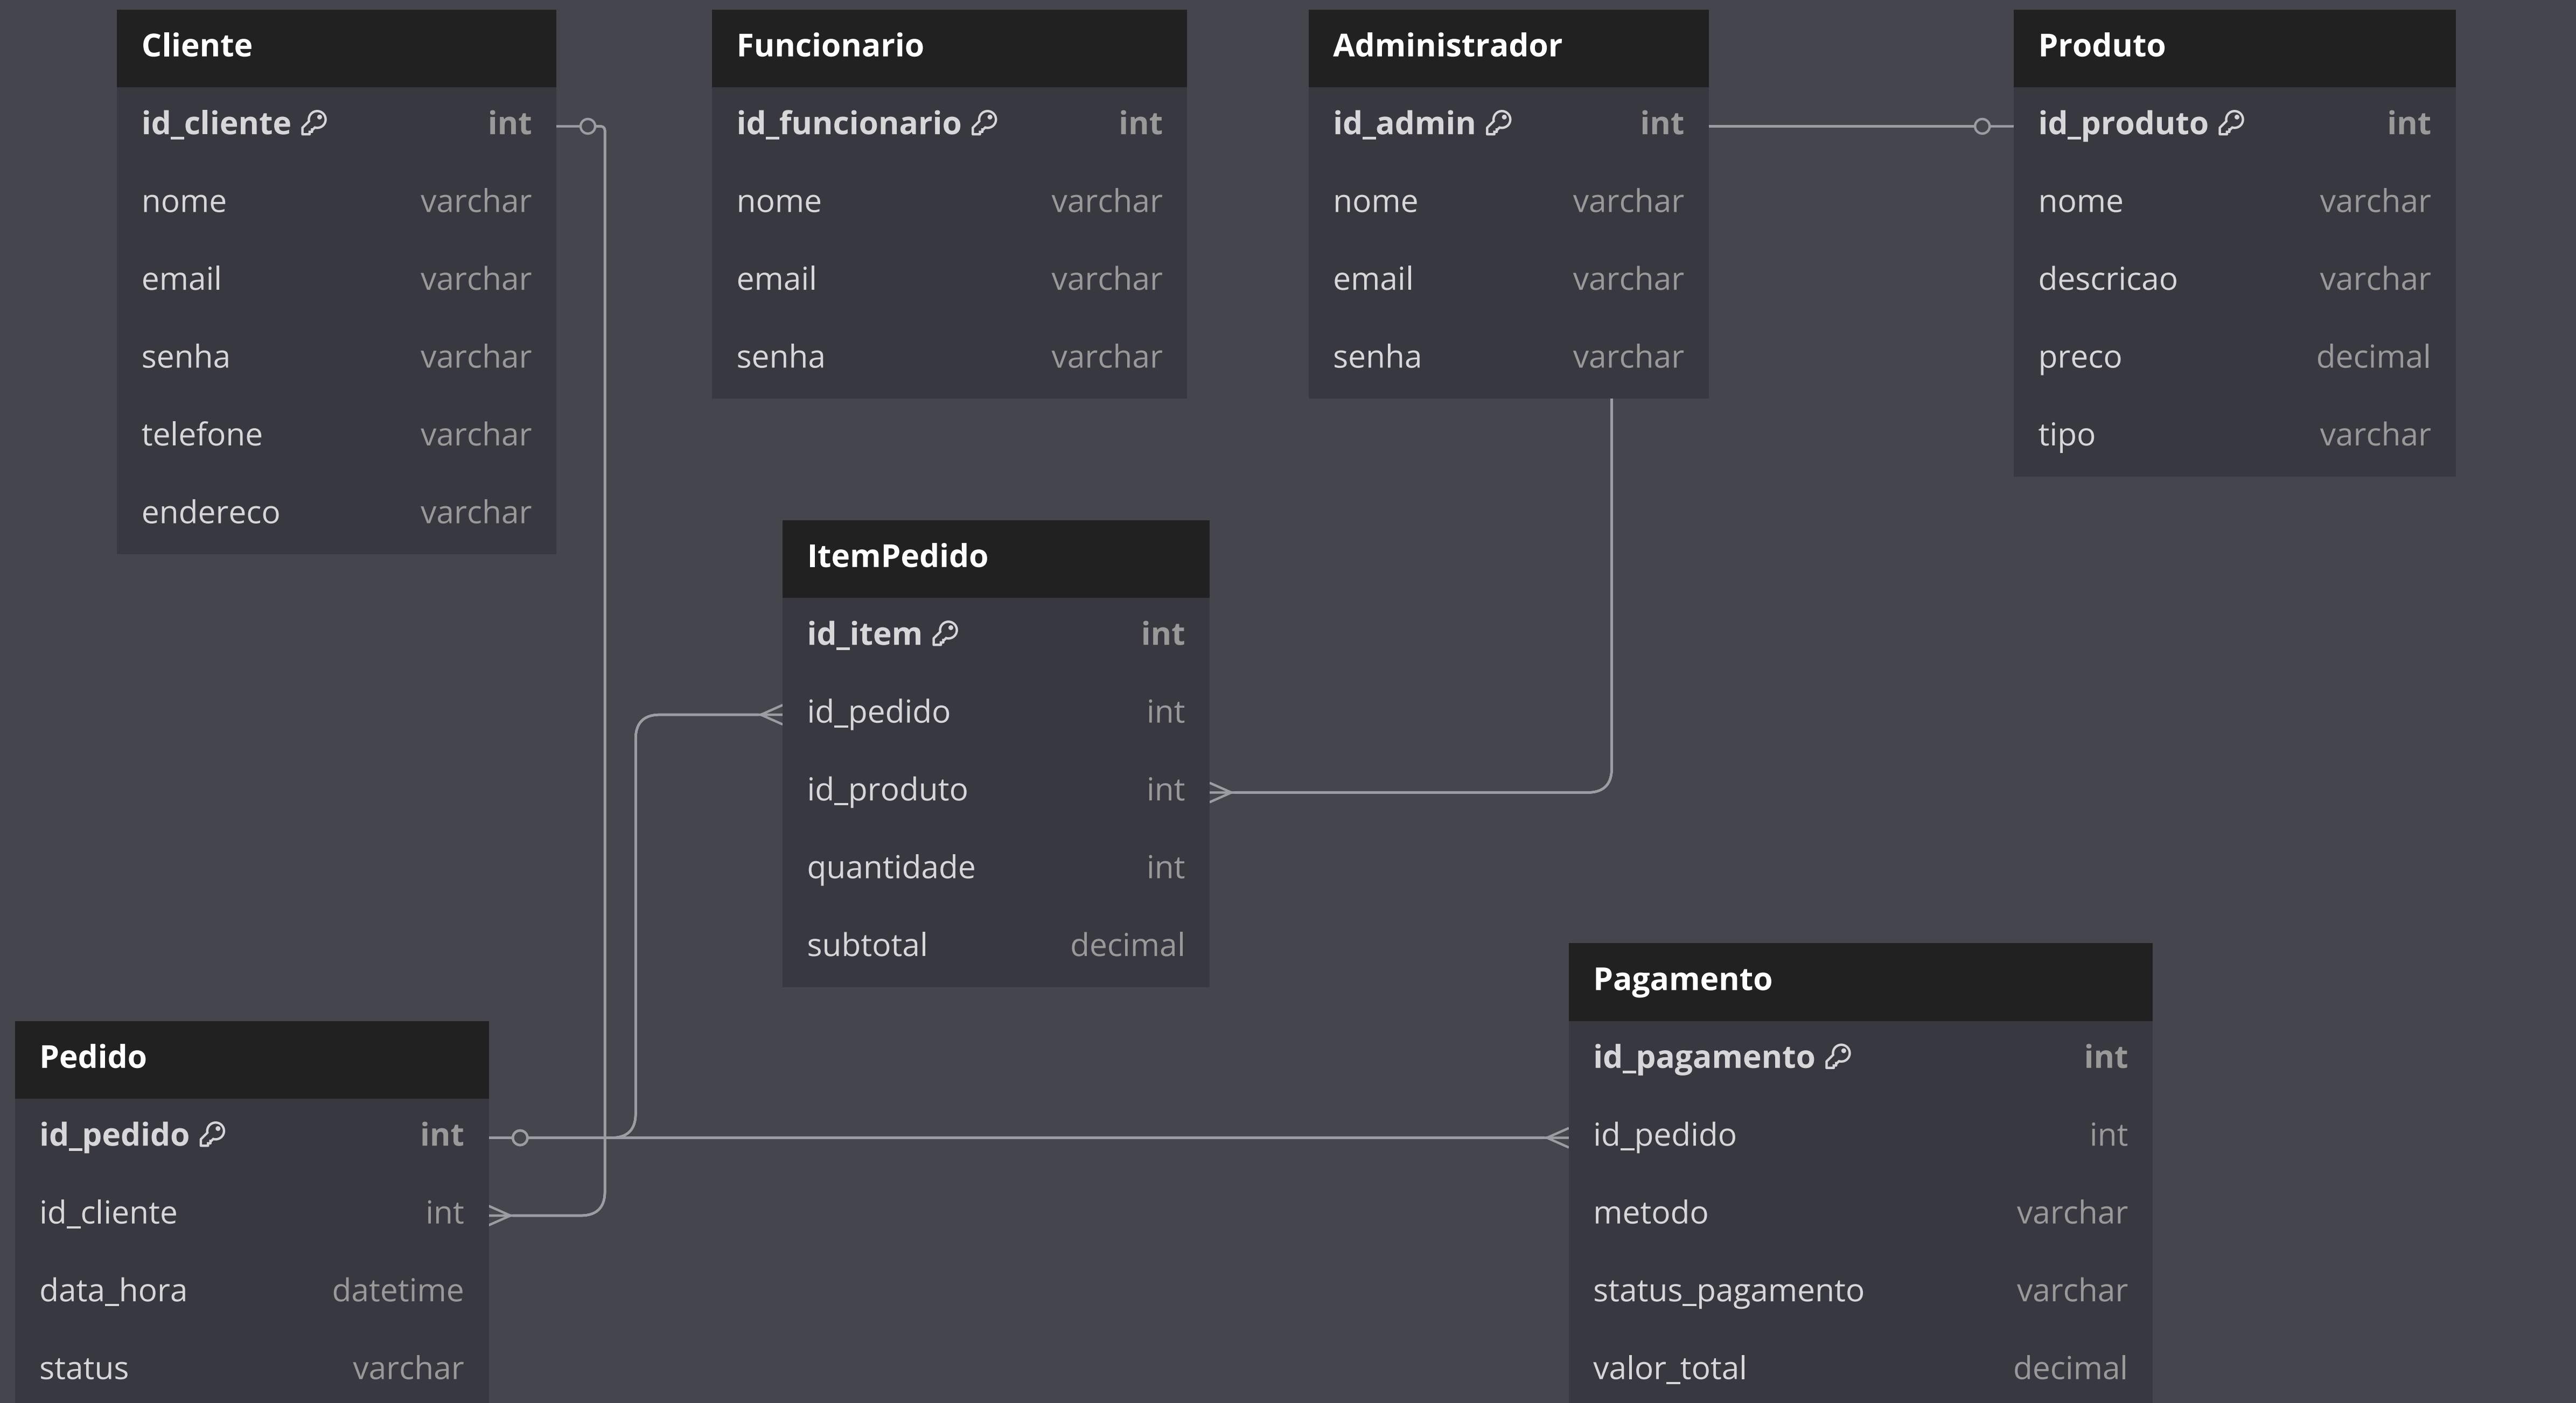 Cliente
id_cliente int
nome varchar
email varchar
senha varchar
telefone varchar
endereco varchar
Funcionario
id_funcionario int
nome varchar
email varchar
senha varchar
Administrador
id_admin int
nome varchar
email varchar
senha varchar
Produto
id_produto int
nome varchar
descricao varchar
preco decimal
tipo varchar
ItemPedido
id_item int
id_pedido int
id_produto int
quantidade int
subtotal decimal
Pedido
id_pedido int
id_cliente int
data_hora datetime
status varchar
Pagamento
id_pagamento int
id_pedido int
metodo varchar
status_pagamento varchar
valor_total decimal